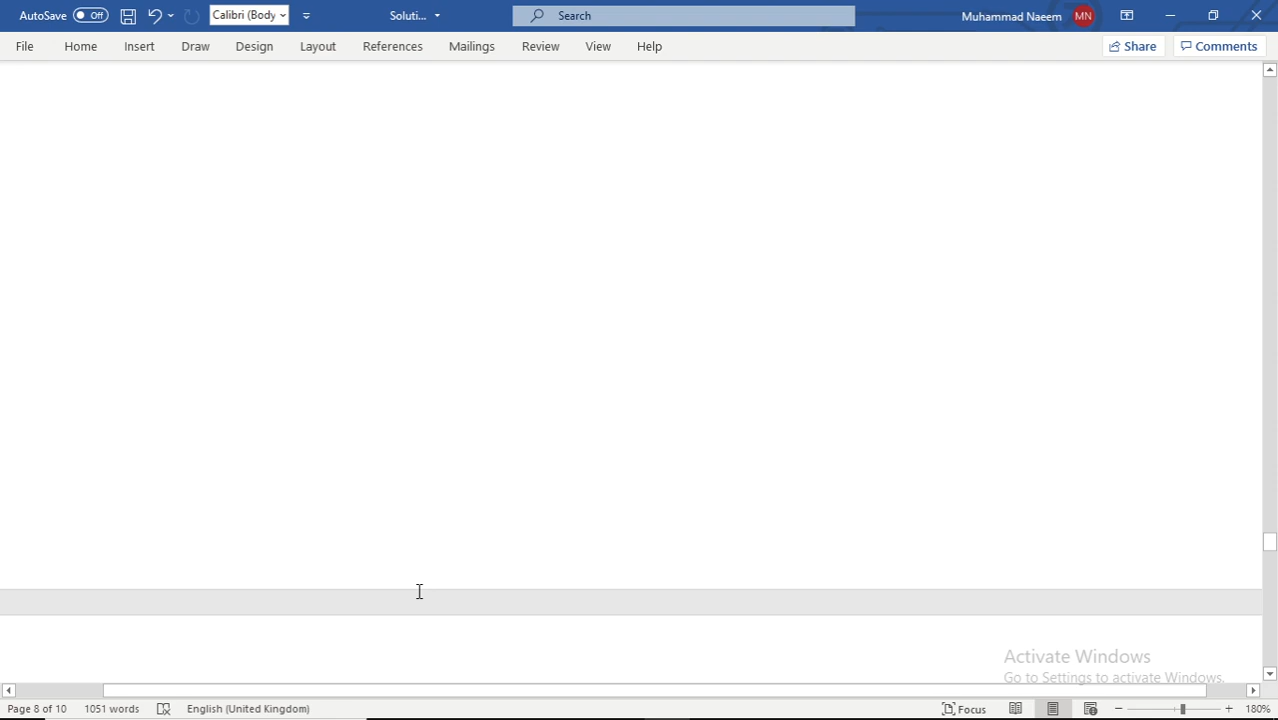 AutoSave Off Calibri (Body Soluti... Search Muhammad Naeem MN
File Home Insert Draw Design Layout References Mailings Review View Help Share Comments
Activate Windows
Go to Settings to activate Windows.
Page 8 of 10 1051 words English (United Kingdom) Focus 180%